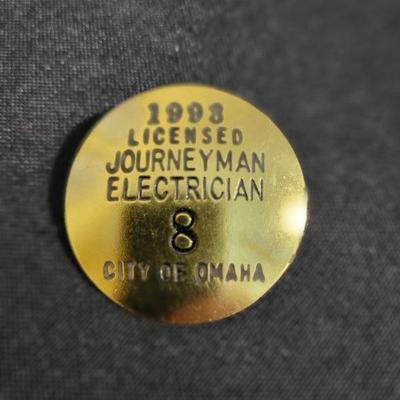 1993
LICENSED
JOURNEYMAN
ELECTRICIAN
8
CITY OF OMAHA